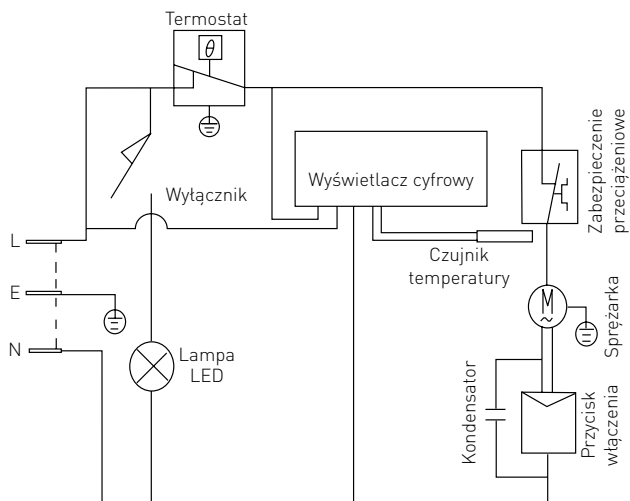 Termostat
θ
Zabezpieczenie
przeciążeniowe
Wyświetlacz cyfrowy
Wyłącznik
L
Czujnik
temperatury
E
M
~
Sprężarka
N
Lampa
LED
Kondensator
Przycisk
włączenia